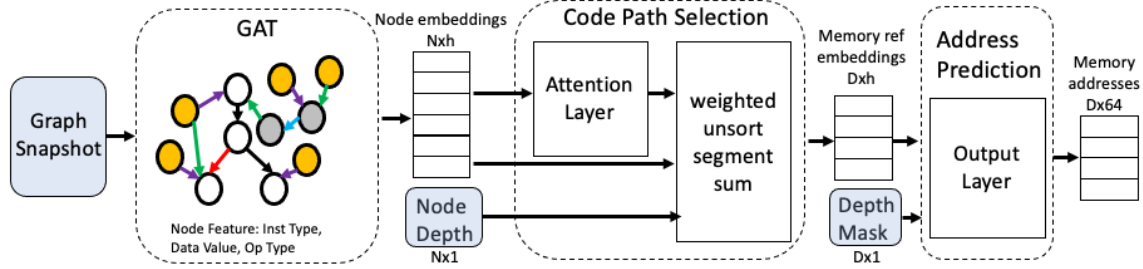 Graph
Snapshot
GAT
Node Feature: Inst Type,
Data Value, Op Type
Node embeddings
Nxh
Node
Depth
Nx1
Code Path Selection
Attention
Layer
weighted
unsort
segment
sum
Memory ref
embeddings
Dxh
Depth
Mask
Dx1
Address
Prediction
Output
Layer
Memory
addresses
Dx64